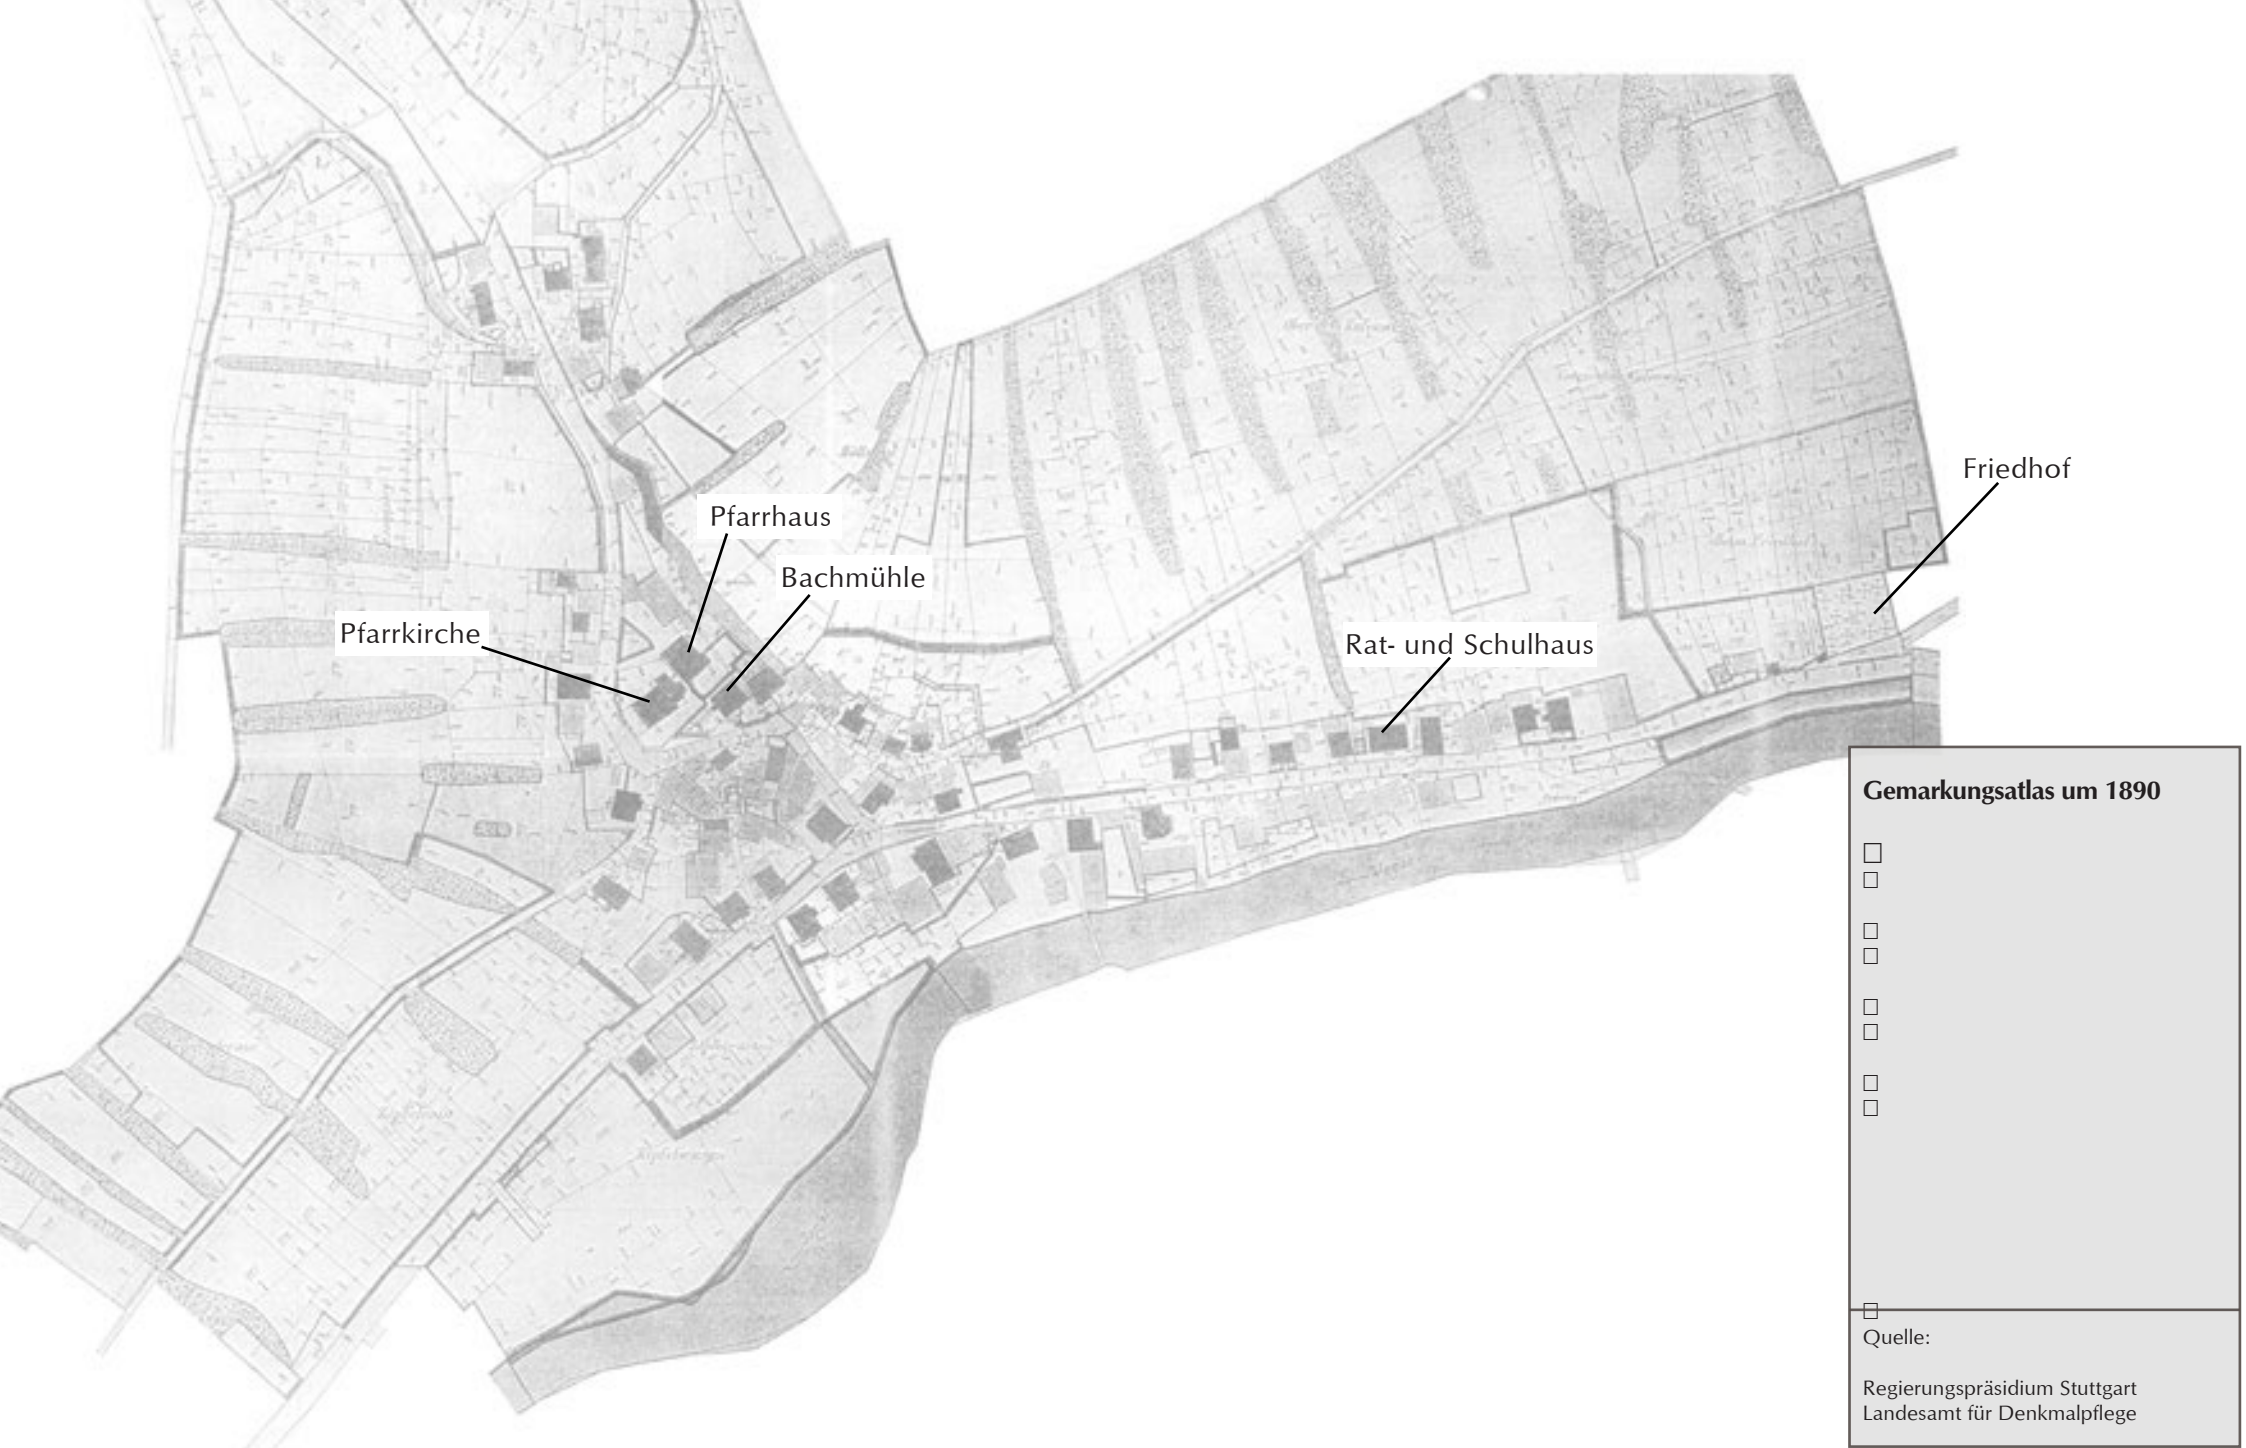 Friedhof
Pfarrhaus
Bachmühle
Pfarrkirche
Rat- und Schulhaus
Gemarkungsatlas um 1890
Quelle:
Regierungspräsidium Stuttgart
Landesamt für Denkmalpflege